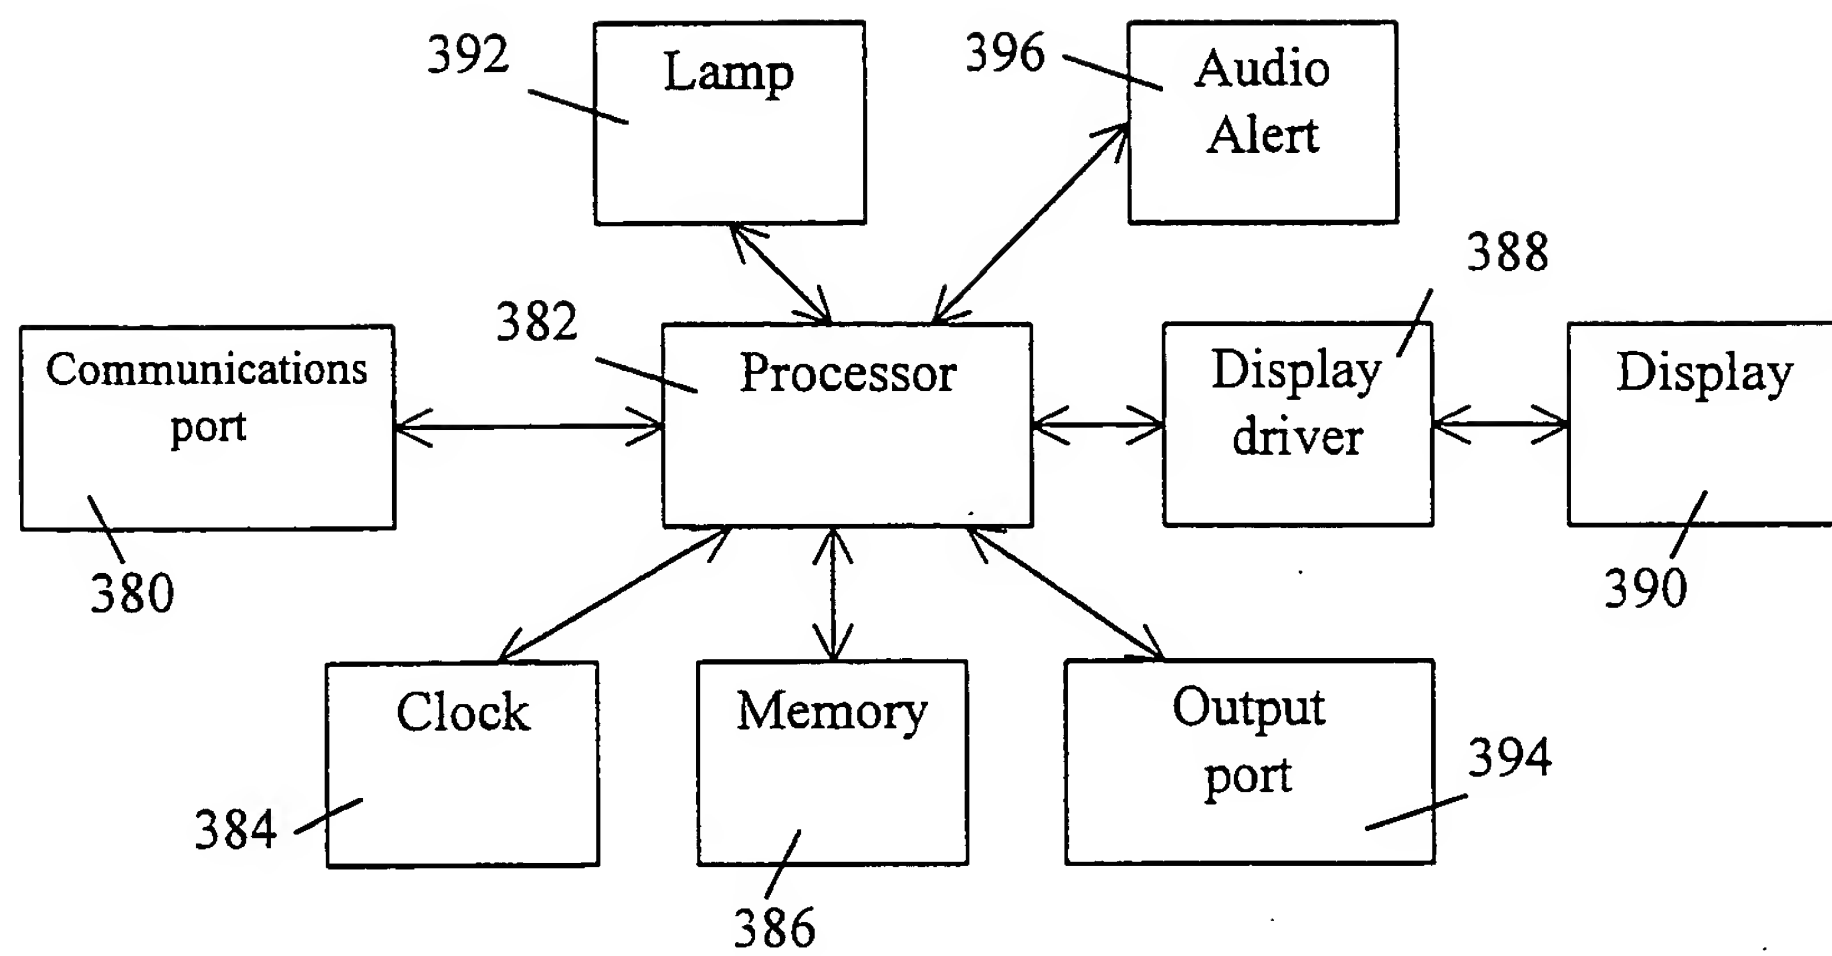 392
Lamp
396
Audio
Alert
388
382
Communications
port
Processor
Display
driver
Display
380
390
Clock
Memory
Output
port
394
384
386